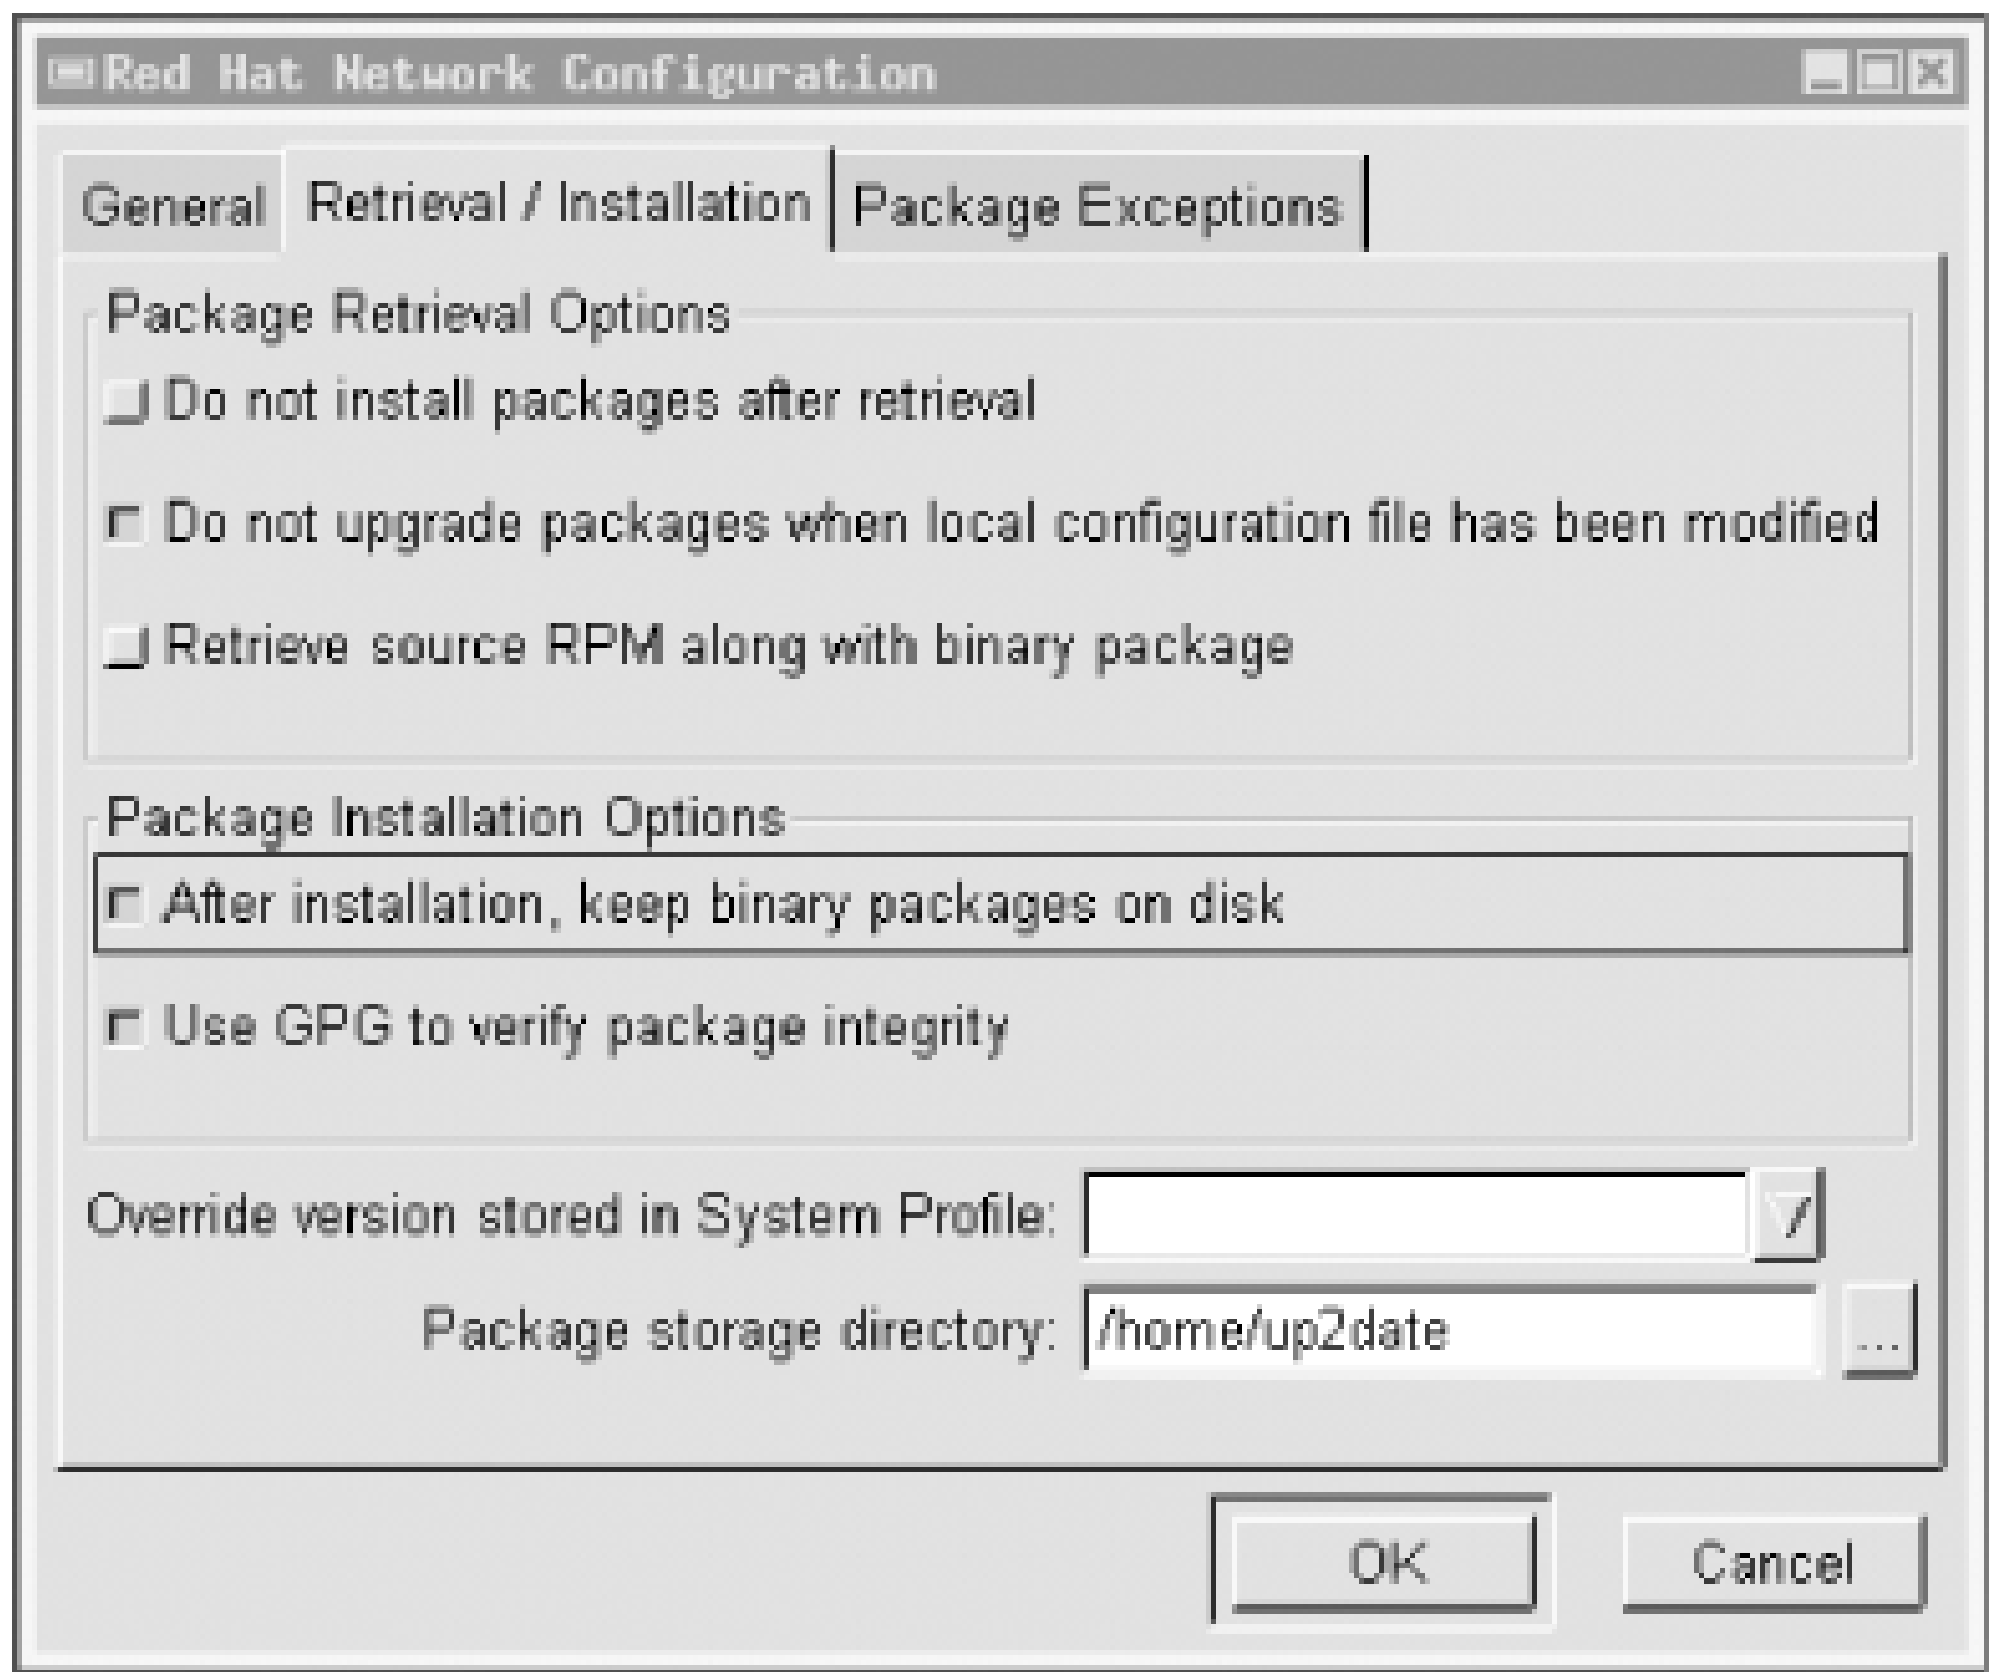 Red Hat Network Configuration
General
Retrieval / Installation
Package Exceptions
Package Retrieval Options
Do not install packages after retrieval
Do not upgrade packages when local configuration file has been modified
Retrieve source RPM along with binary package
Package Installation Options
After installation, keep binary packages on disk
Use GPG to verify package integrity
Override version stored in System Profile:
Package storage directory: /home/up2date ...
OK
Cancel